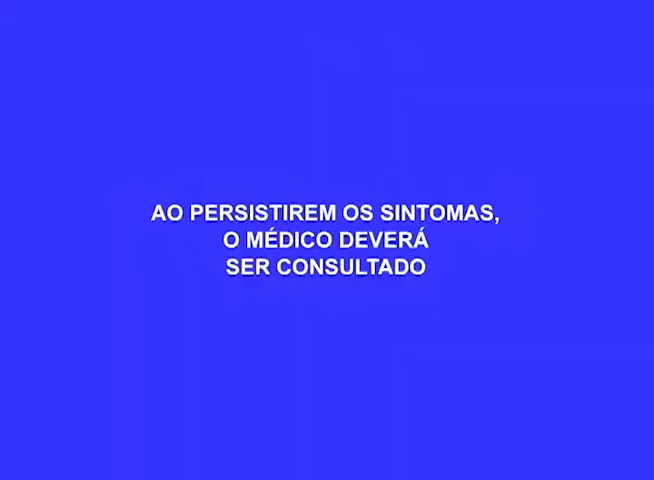 AO PERSISTIREM OS SINTOMAS,
O MÉDICO DEVERÁ
SER CONSULTADO